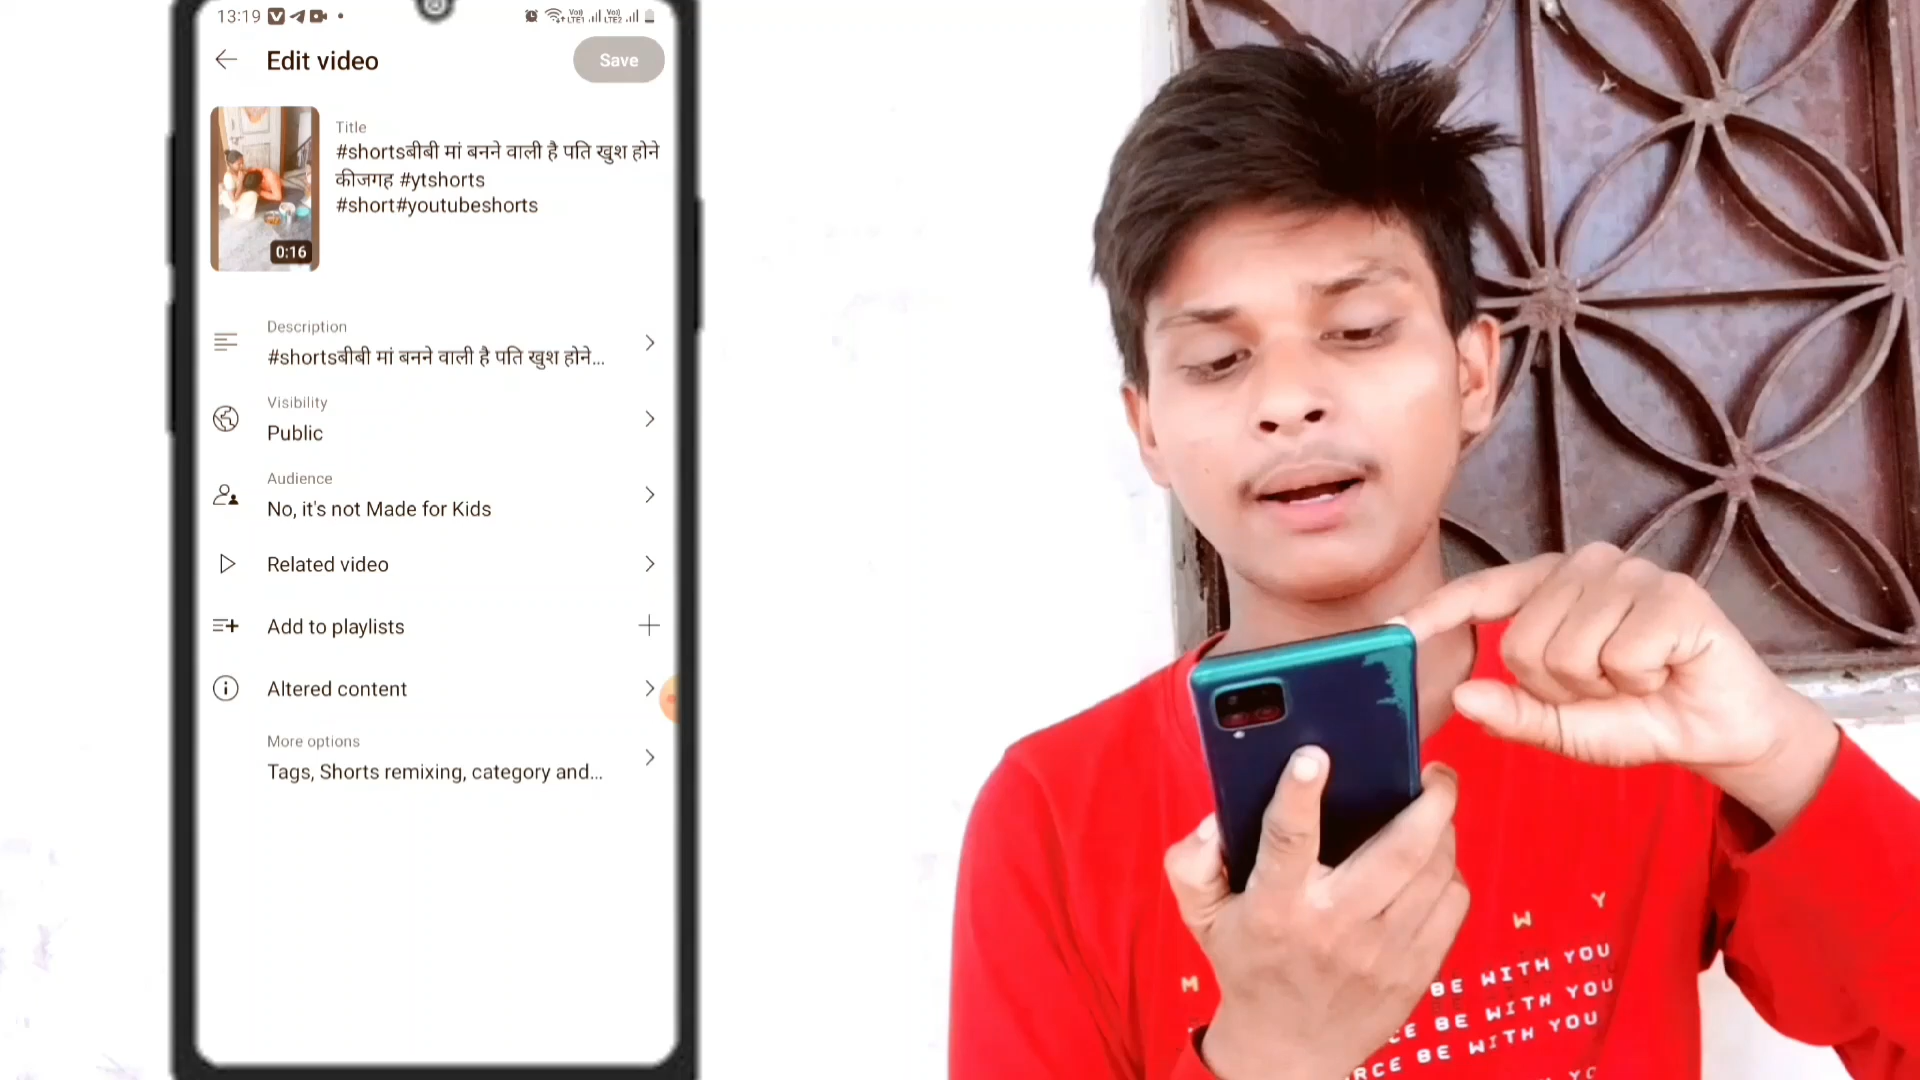 13:19
Edit video
Save
Title
#shortsबीबी मां बनने वाली है पति खुश होने
कीजगह #ytshorts
#short#youtubeshorts
0:16
Description
#shortsबीबी मां बनने वाली है पति खुश होने...
Visibility
Public
Audience
No, it's not Made for Kids
Related video
Add to playlists
Altered content
More options
Tags, Shorts remixing, category and...
W Y
M BE WITH YOU
CE BE WITH YOU
RCE BE WITH YOU